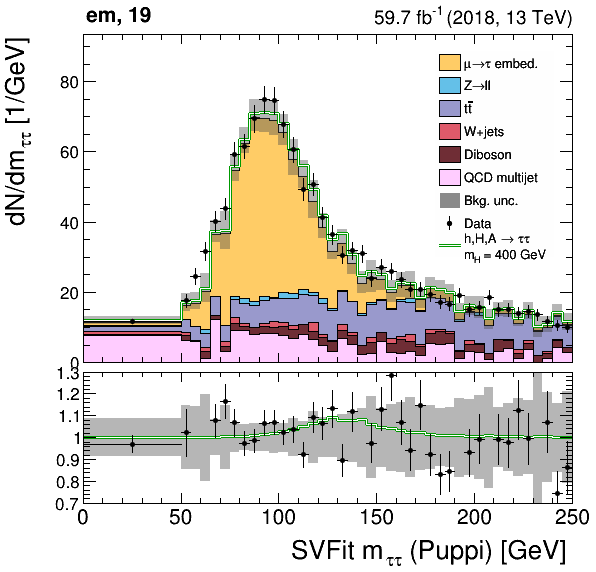 em, 19
59.7 fb⁻¹ (2018, 13 TeV)
dN/dm_ττ [1/GeV]
80
60
40
20
0
μ→τ embed.
Z→ll
tt̄
W+jets
Diboson
QCD multijet
Bkg. unc.
Data
h,H,A → ττ
m_H = 400 GeV
1.3
1.2
1.1
1
0.9
0.8
0.7
0 50 100 150 200 250
SVFit m_ττ (Puppi) [GeV]